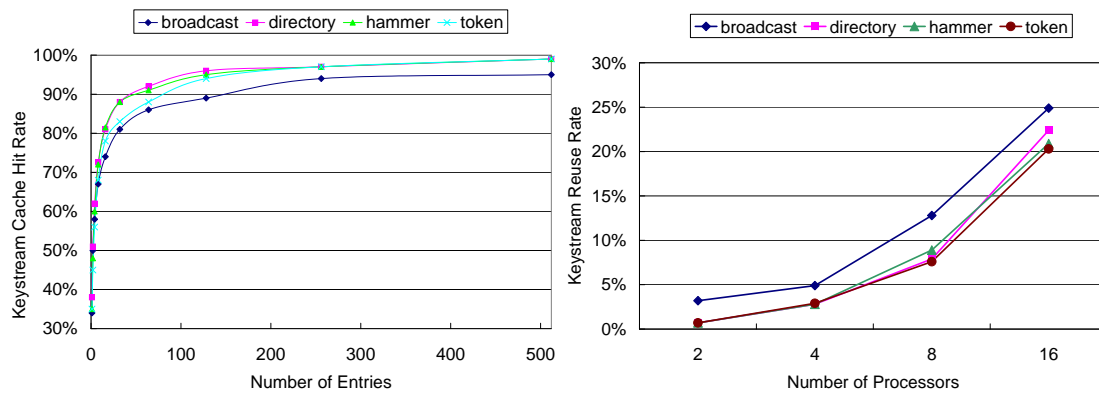 broadcast directory hammer token
100%
90%
80%
70%
60%
50%
40%
30%
0 100 200 300 400 500
Number of Entries
Keystream Cache Hit Rate
broadcast directory hammer token
30%
25%
20%
15%
10%
5%
0%
2 4 8 16
Number of Processors
Keystream Reuse Rate